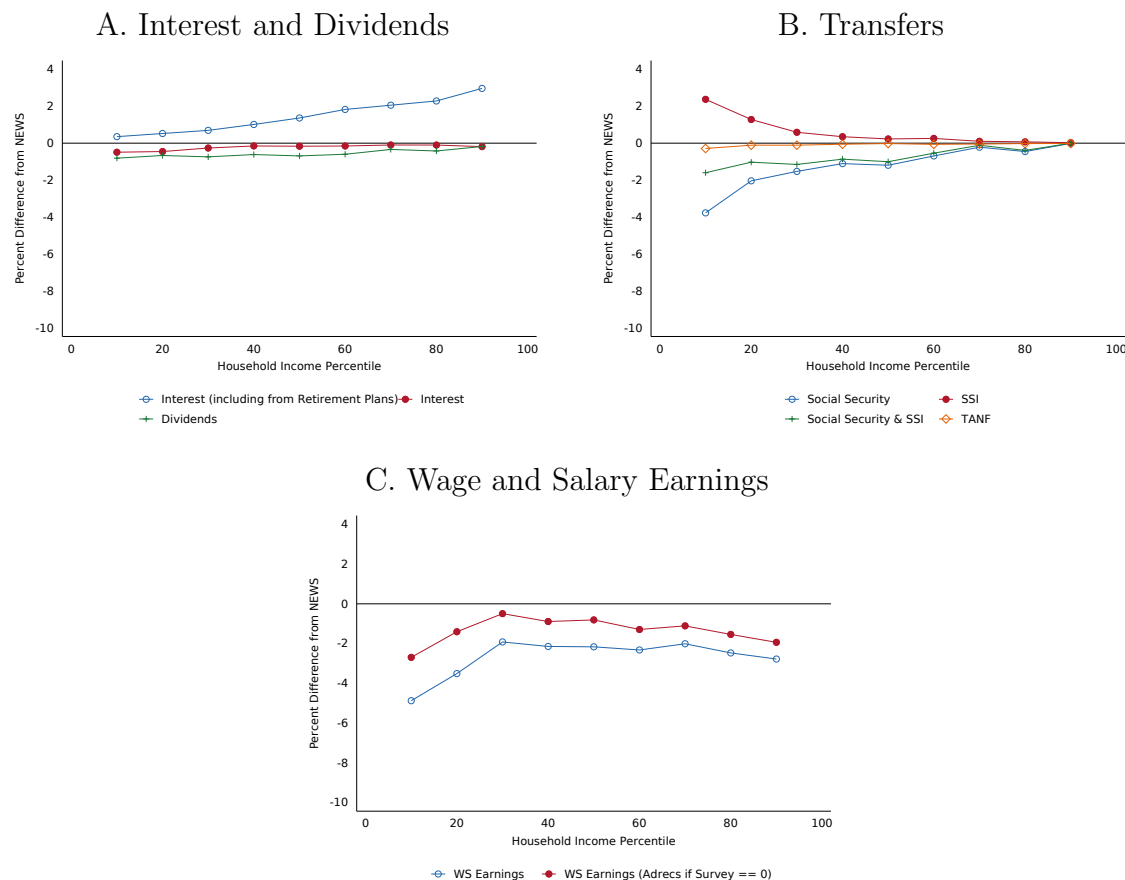 A. Interest and Dividends
4
2
0
-2
-4
-6
-8
-10
Percent Difference from NEWS
0 20 40 60 80 100
Household Income Percentile
Interest (including from Retirement Plans) Interest
Dividends
B. Transfers
4
2
0
-2
-4
-6
-8
-10
Percent Difference from NEWS
0 20 40 60 80 100
Household Income Percentile
Social Security SSI
Social Security & SSI TANF
C. Wage and Salary Earnings
4
2
0
-2
-4
-6
-8
-10
Percent Difference from NEWS
0 20 40 60 80 100
Household Income Percentile
WS Earnings WS Earnings (Adrecs if Survey == 0)